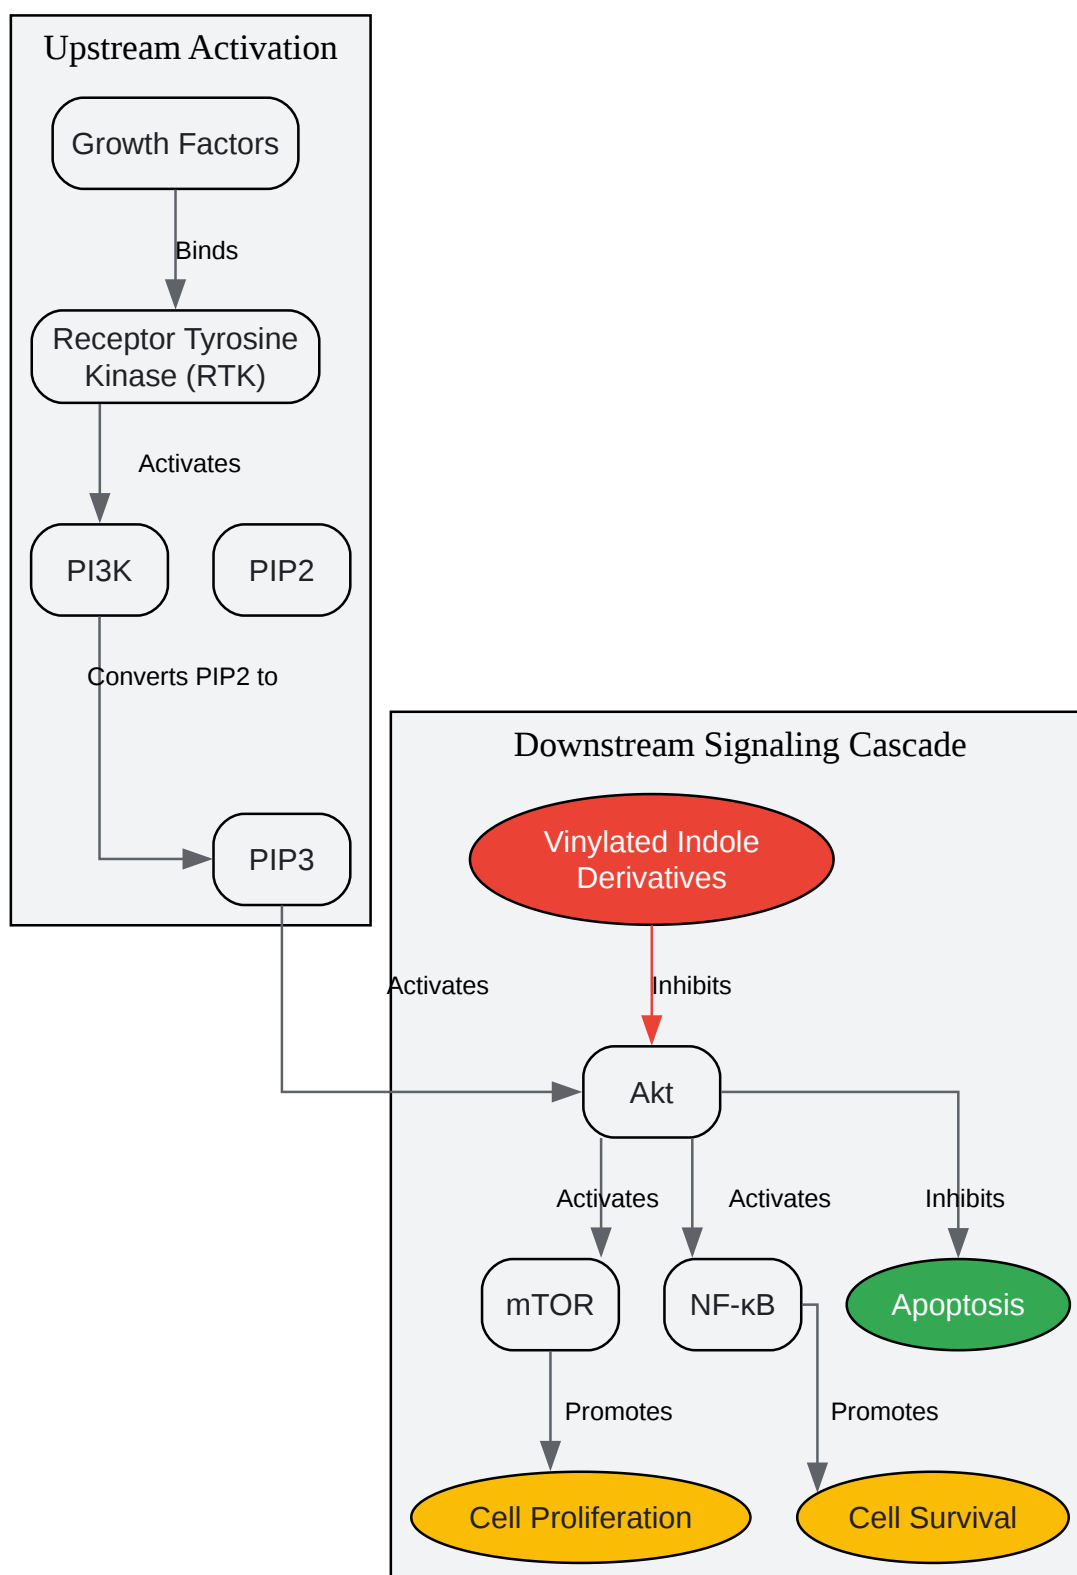 Upstream Activation
Growth Factors
Binds
Receptor Tyrosine
Kinase (RTK)
Activates
PI3K
PIP2
Converts PIP2 to
PIP3
Downstream Signaling Cascade
Vinylated Indole
Derivatives
Activates
Inhibits
Akt
Activates
Activates
Inhibits
mTOR
NF-κB
Apoptosis
Promotes
Promotes
Cell Proliferation
Cell Survival